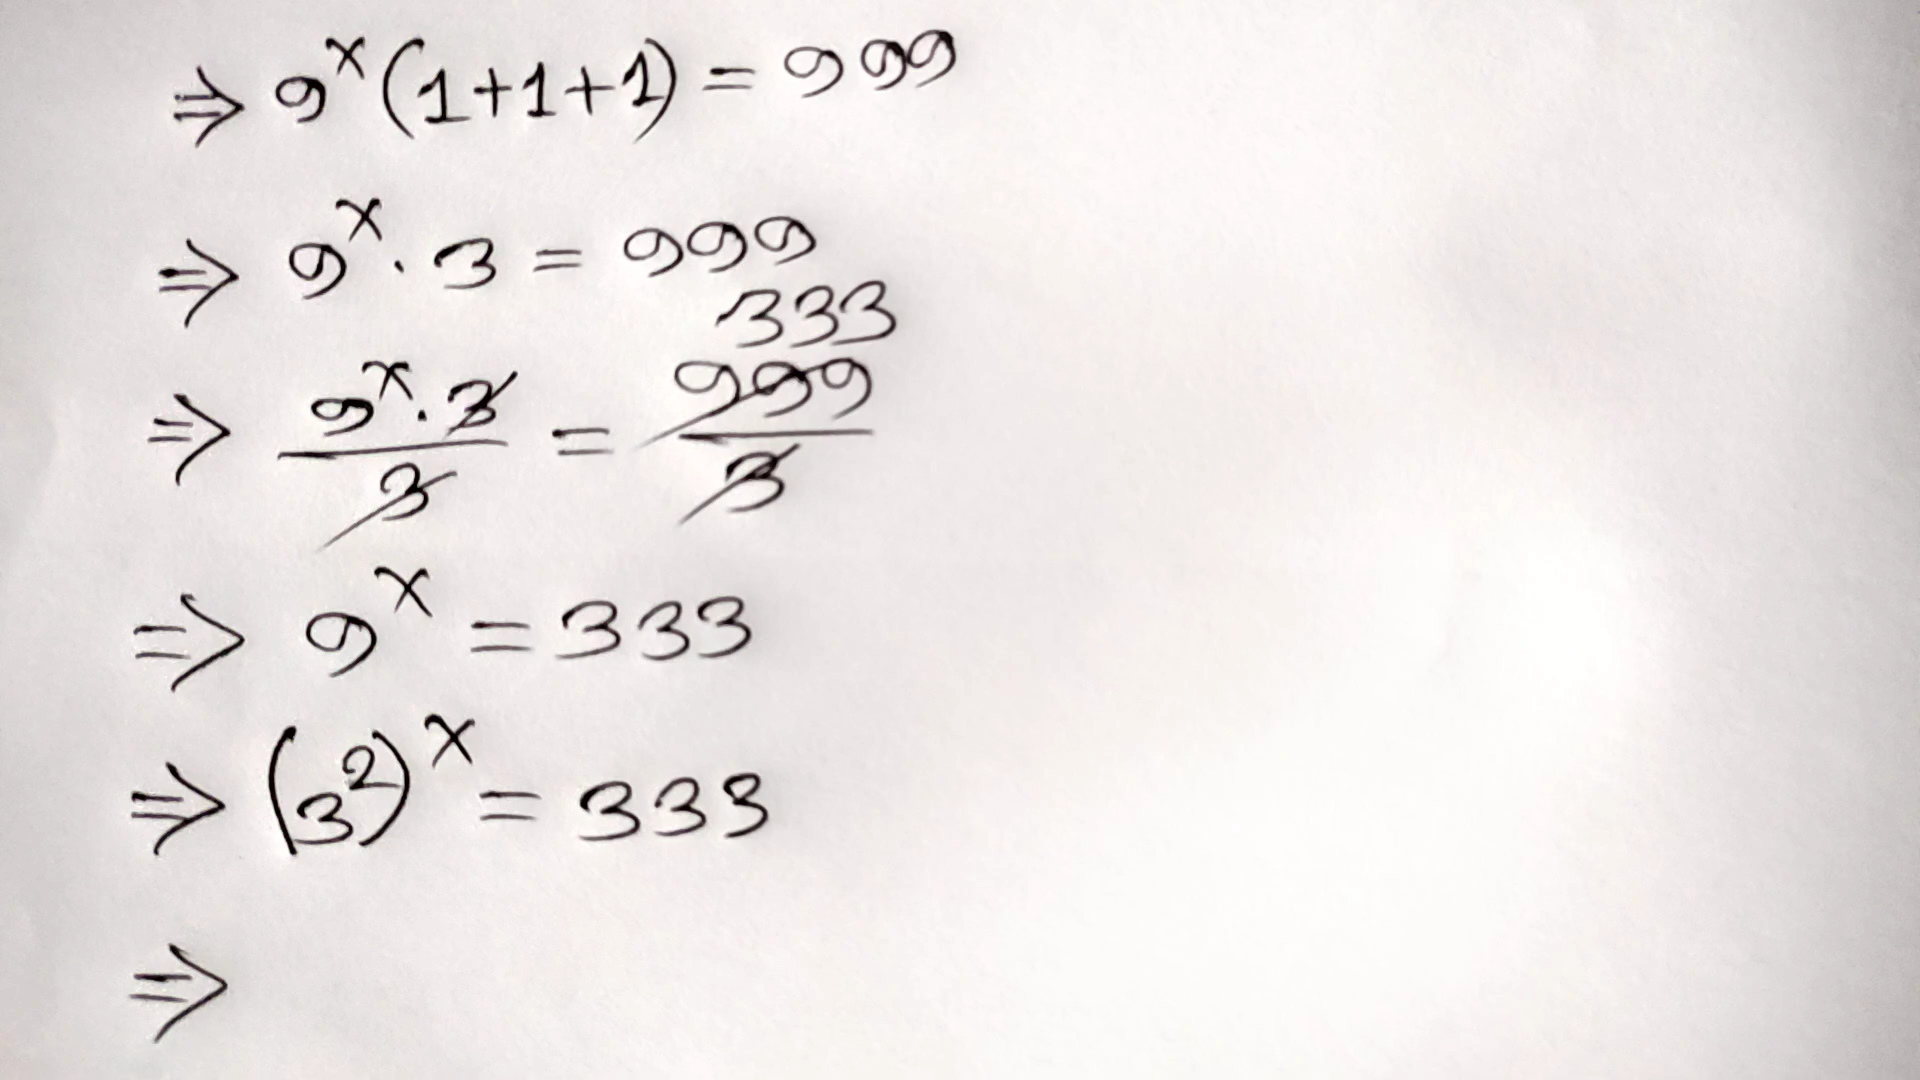 ⇒ 9^x (1+1+1) = 999
⇒ 9^x . 3 = 999
333
⇒ 9^x . 3 / 3 = 999 / 3
⇒ 9^x = 333
⇒ (3^2)^x = 333
⇒